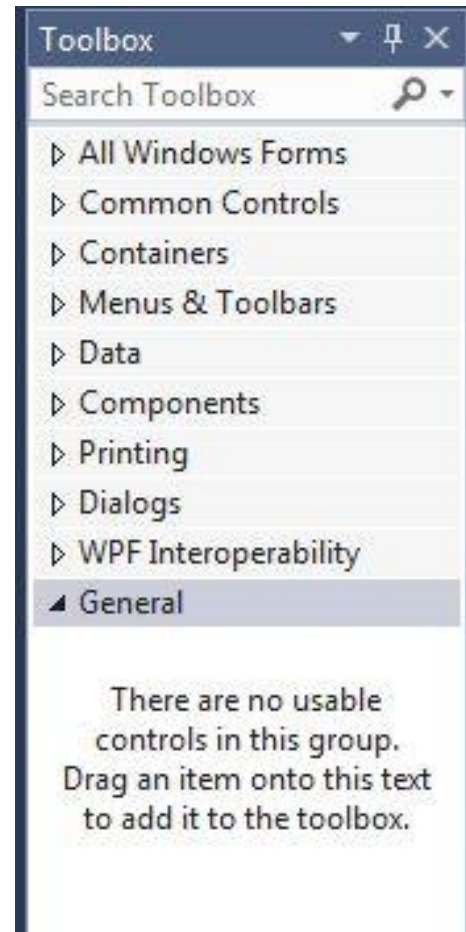 Toolbox
Search Toolbox
All Windows Forms
Common Controls
Containers
Menus & Toolbars
Data
Components
Printing
Dialogs
WPF Interoperability
General
There are no usable
controls in this group.
Drag an item onto this text
to add it to the toolbox.